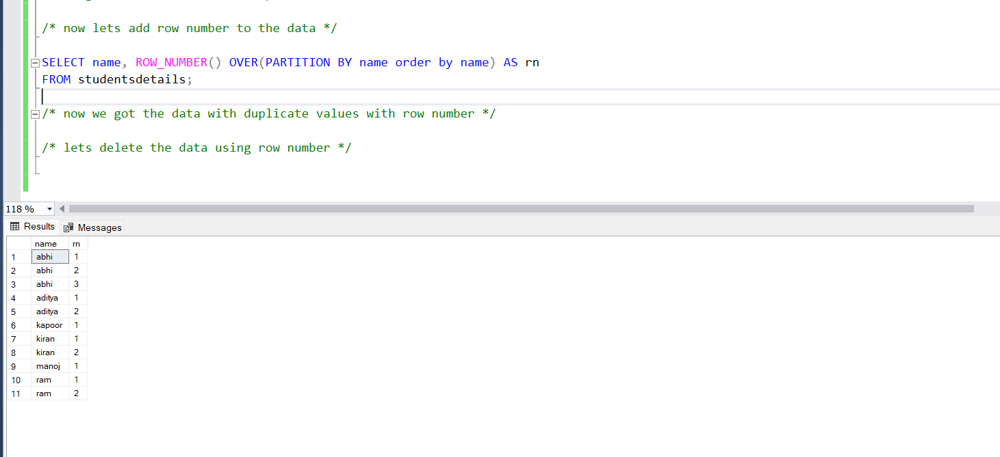 /* now lets add row number to the data */
SELECT name, ROW_NUMBER() OVER(PARTITION BY name order by name) AS rn
FROM studentsdetails;
/* now we got the data with duplicate values with row number */
/* lets delete the data using row number */
118 %
Results Messages
name rn
1 abhi 1
2 abhi 2
3 abhi 3
4 aditya 1
5 aditya 2
6 kapoor 1
7 kiran 1
8 kiran 2
9 manoj 1
10 ram 1
11 ram 2